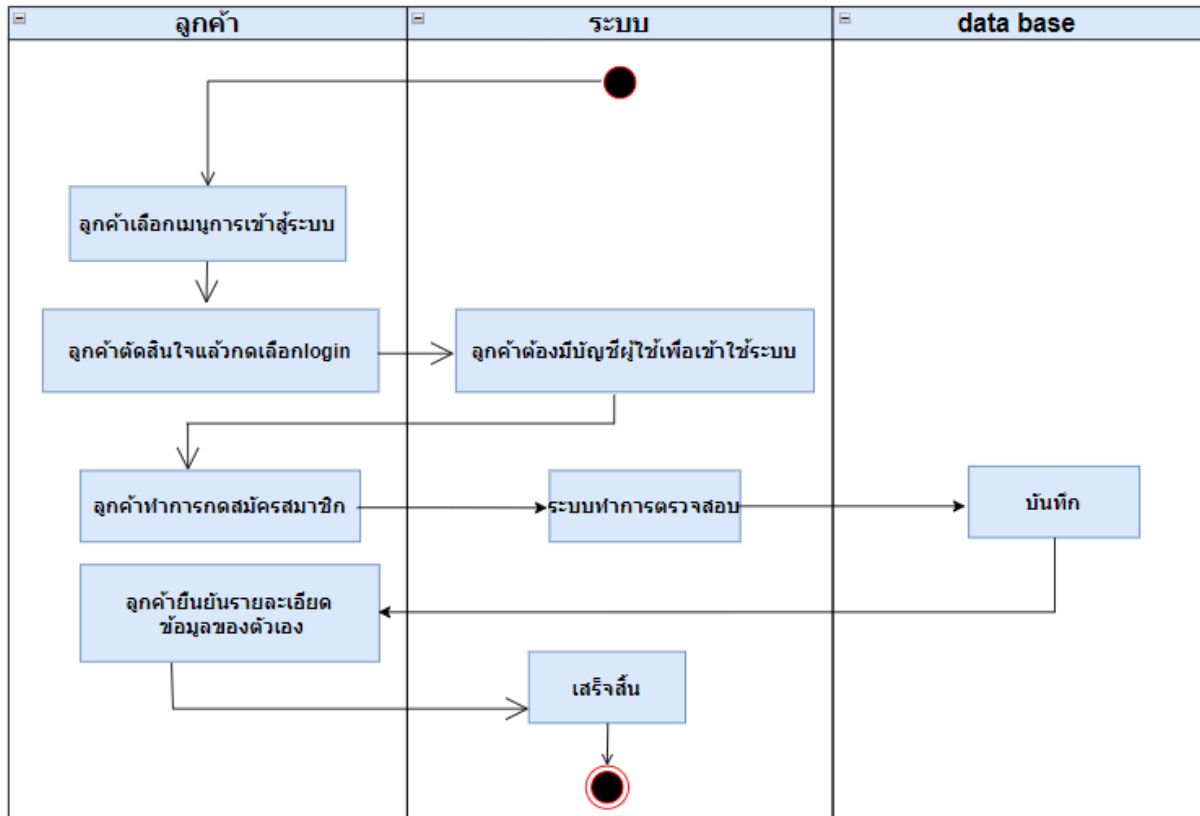 ลูกค้า
ระบบ
data base
ลูกค้าเลือกเมนูการเข้าสู่ระบบ
ลูกค้าตัดสินใจแล้วกดเลือกlogin
ลูกค้าต้องมีบัญชีผู้ใช้เพื่อเข้าใช้ระบบ
ลูกค้าทำการกดสมัครสมาชิก
ระบบทำการตรวจสอบ
บันทึก
ลูกค้ายืนยันรายละเอียด
ข้อมูลของตัวเอง
เสร็จสิ้น